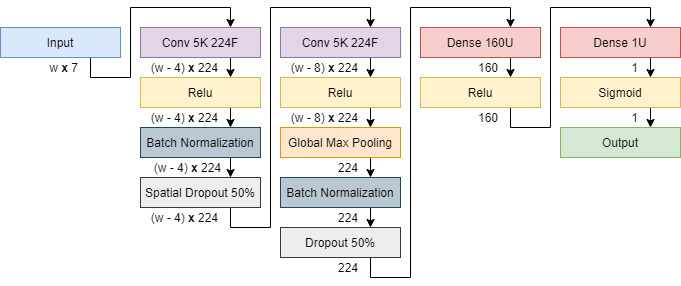 Input
w x 7
Conv 5K 224F
(w - 4) x 224
Relu
(w - 4) x 224
Batch Normalization
(w - 4) x 224
Spatial Dropout 50%
(w - 4) x 224
Conv 5K 224F
(w - 8) x 224
Relu
(w - 8) x 224
Global Max Pooling
224
Batch Normalization
224
Dropout 50%
224
Dense 160U
160
Relu
160
Dense 1U
1
Sigmoid
1
Output